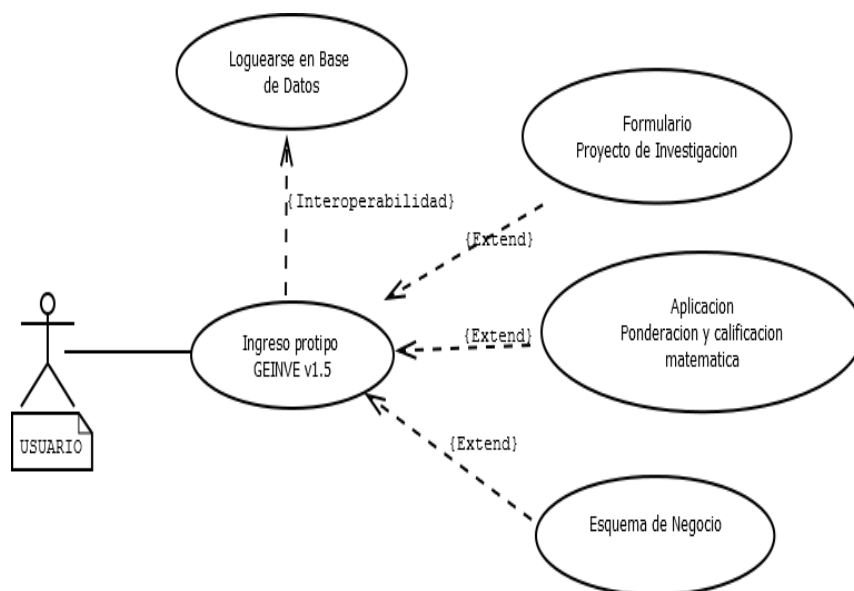 Loguearse en Base
de Datos
Formulario
Proyecto de Investigacion
{Interoperabilidad}
{Extend}
Aplicacion
Ponderacion y calificacion
matematica
{Extend}
Ingreso protipo
GEINVE v1.5
USUARIO
{Extend}
Esquema de Negocio